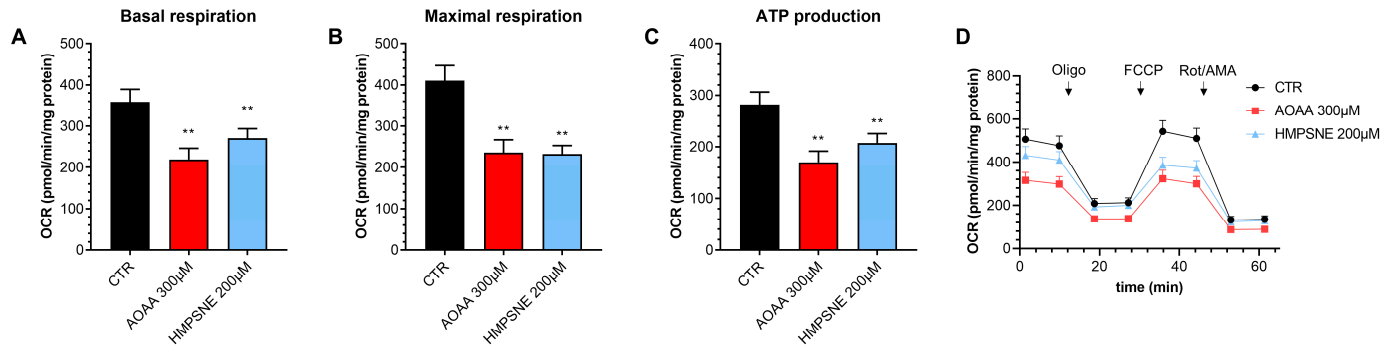 A
Basal respiration
OCR (pmol/min/mg protein)
500
400
300
200
100
0
**
**
CTR
AOAA 300µM
HMPSNE 200µM
B
Maximal respiration
OCR (pmol/min/mg protein)
500
400
300
200
100
0
**
**
CTR
AOAA 300µM
HMPSNE 200µM
C
ATP production
OCR (pmol/min/mg protein)
400
300
200
100
0
**
**
CTR
AOAA 300µM
HMPSNE 200µM
D
OCR (pmol/min/mg protein)
800
600
400
200
0
Oligo
FCCP
Rot/AMA
CTR
AOAA 300µM
HMPSNE 200µM
0
20
40
60
time (min)